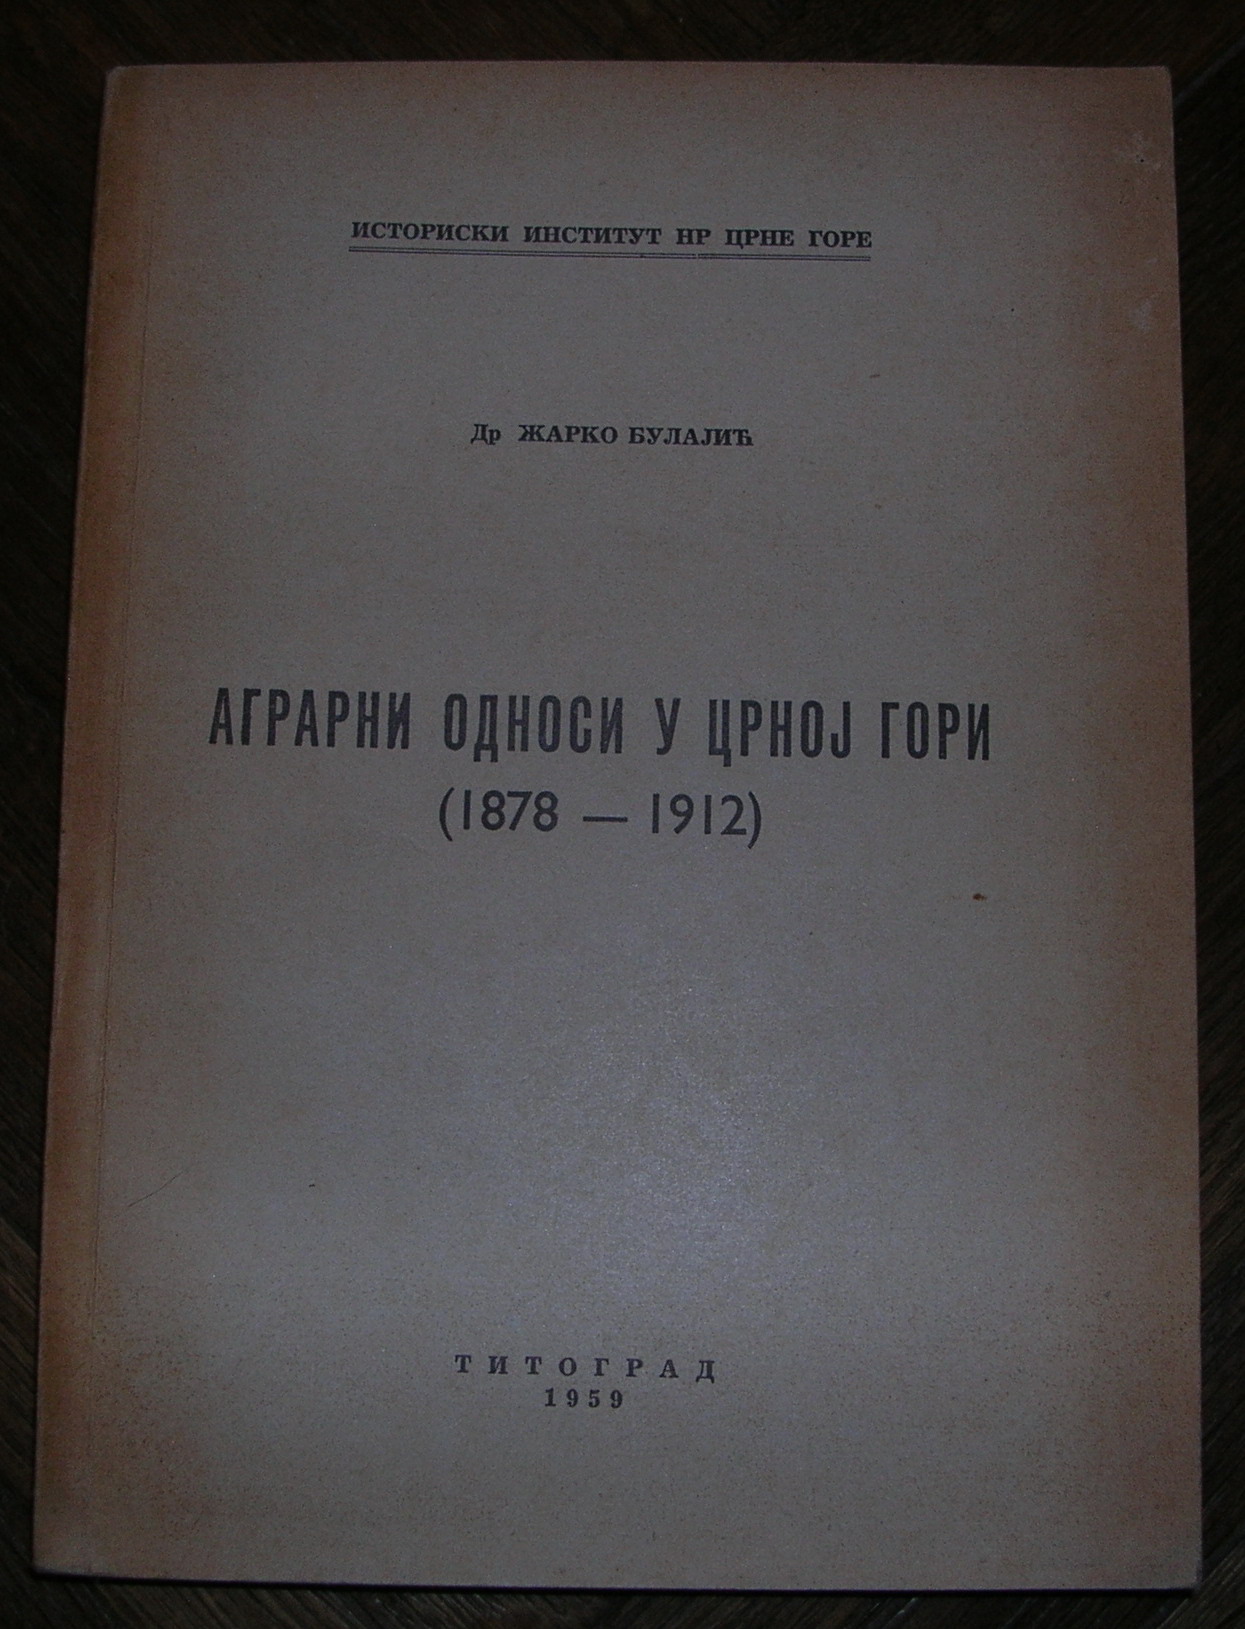 ИСТОРИСКИ ИНСТИТУТ НР ЦРНЕ ГОРЕ
Др ЖАРКО БУЛАЈИЋ
АГРАРНИ ОДНОСИ У ЦРНОЈ ГОРИ
(1878 — 1912)
ТИТОГРАД
1959